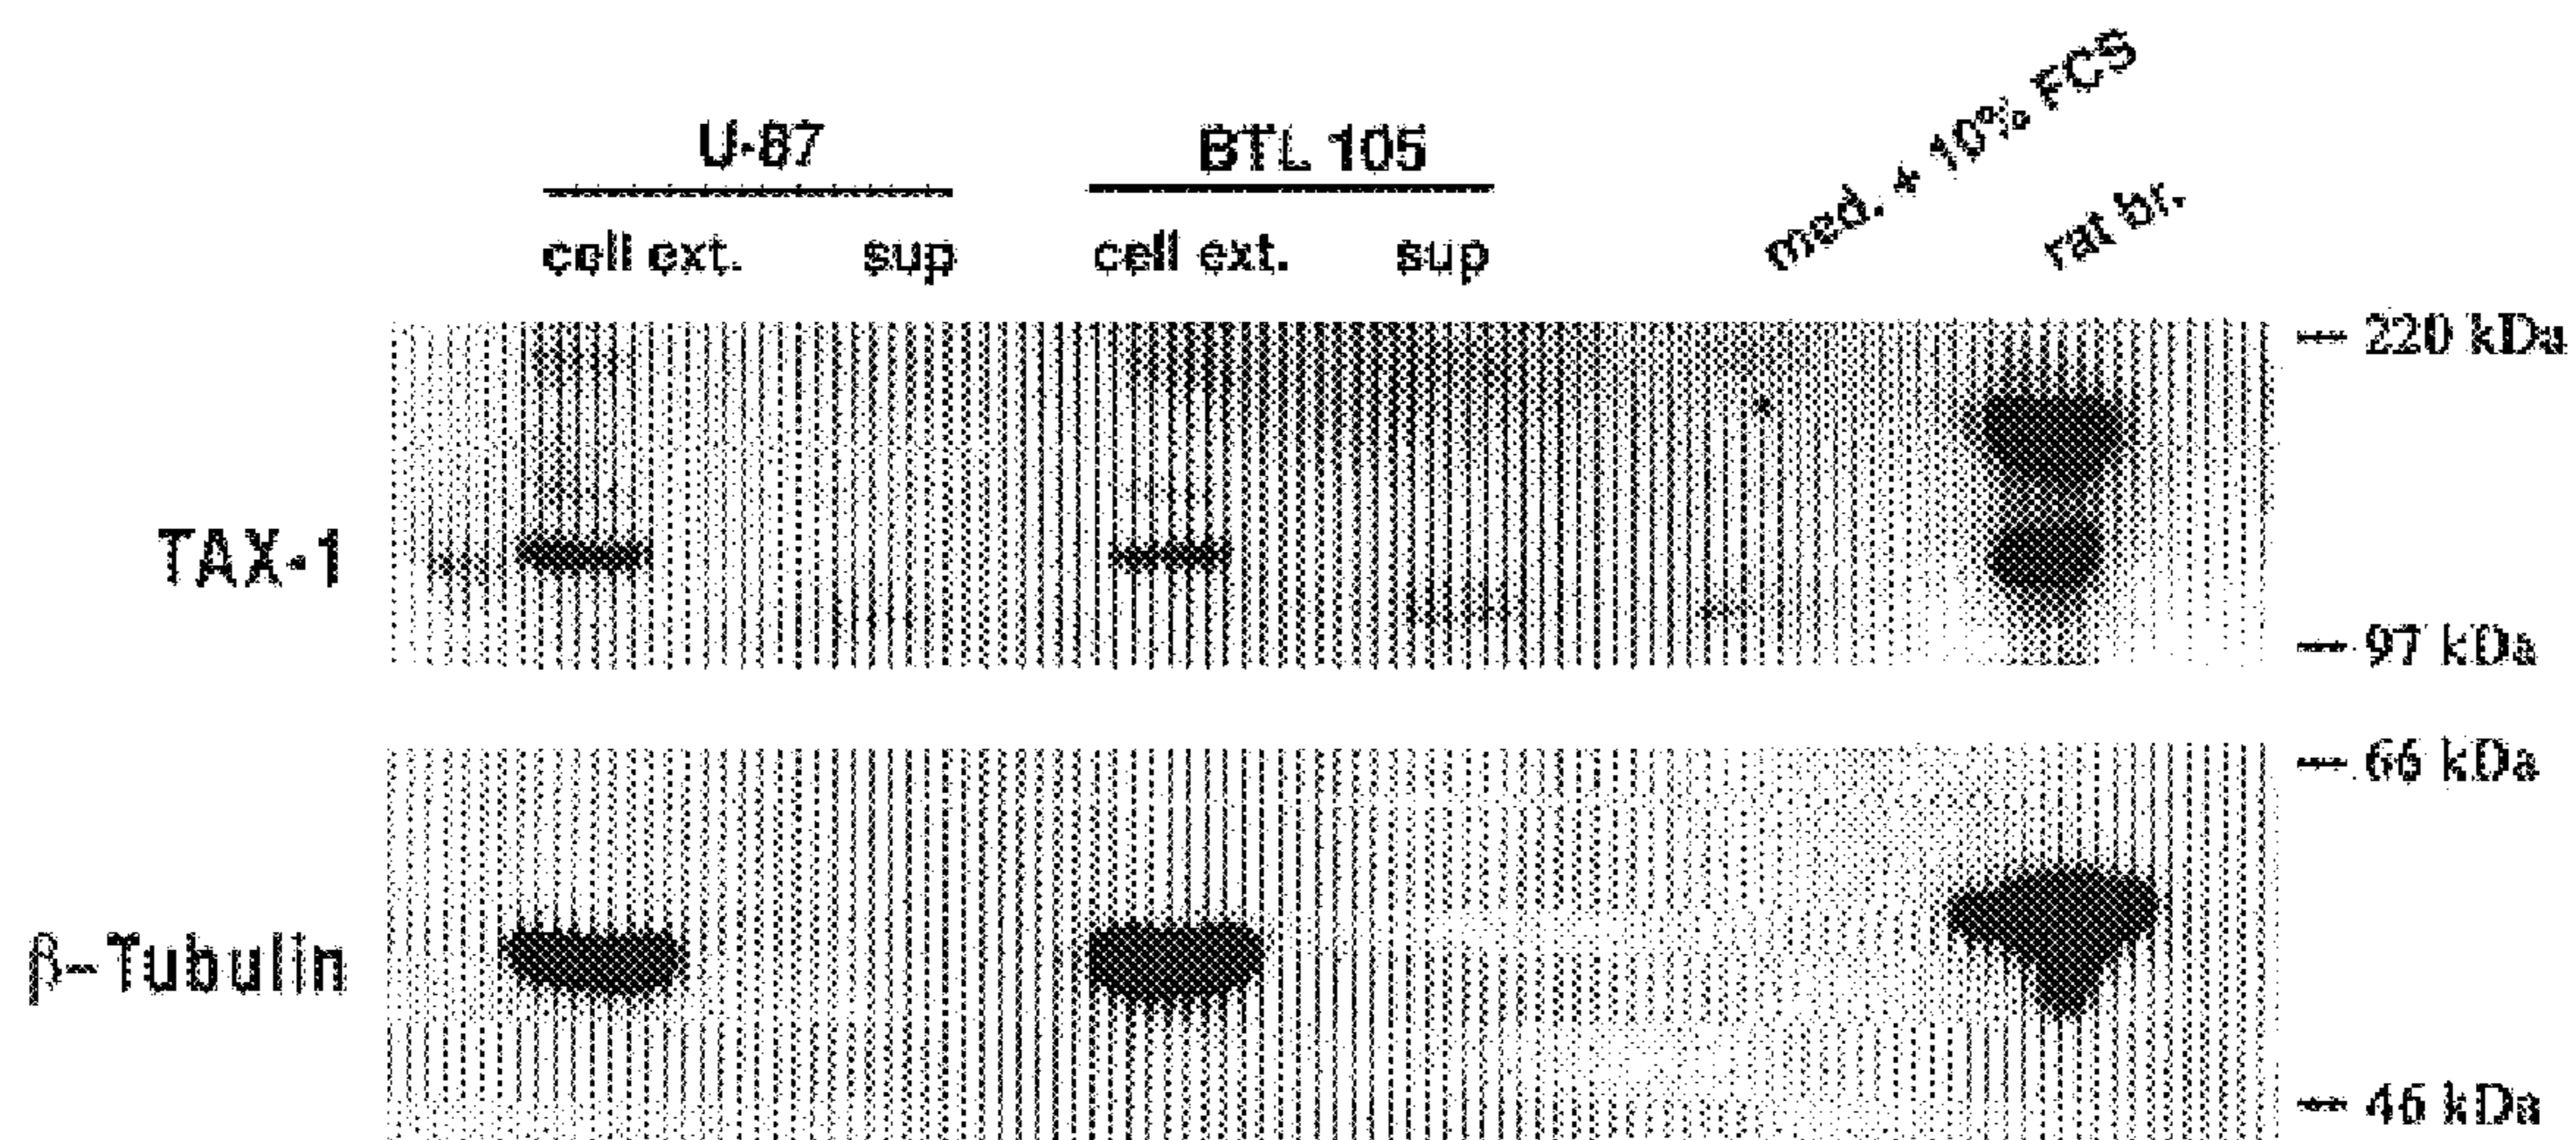 U-87 BTL 105 med. + 10% FCS
cell ext. sup cell ext. sup rat br.
220 kDa
TAX-1
97 kDa
66 kDa
β-Tubulin
46 kDa